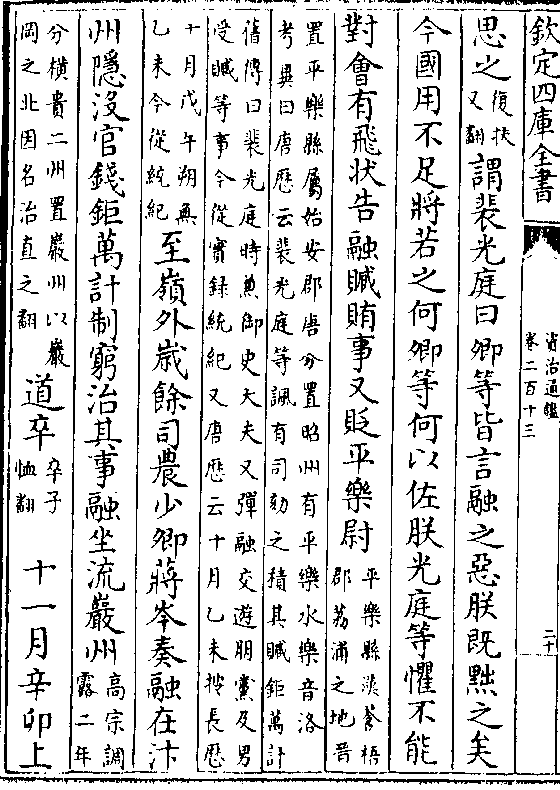 欽定四庫全書
資治通鑑
卷二百十三
二十
思之復扶又翻謂裴光庭曰卿等皆言融之惡朕既黜之矣
今國用不足將若之何卿等何以佐朕光庭等懼不能
對會有飛状告融贓賄事又貶平樂尉平樂縣漢蒼梧郡荔浦之地晉
置平樂縣屬始安郡唐分置昭州有平樂水樂音洛
考異曰唐歴云裴光庭等諷有司劾之積其贓鉅萬計
舊傳曰裴光庭時兼御史大夫又彈融交遊朋黨及男
受贓等事今從實録統紀又唐歴云十月乙未按長歴
十月戊午朔無乙未今從統紀至嶺外歳餘司農少卿蔣岑奏融在汴
州隱沒官錢鉅萬計制窮治其事融坐流巖州高宗調露二年
分横貴二州置巖州以巖岡之北因名治直之翻道卒卒子恤翻十一月辛卯上